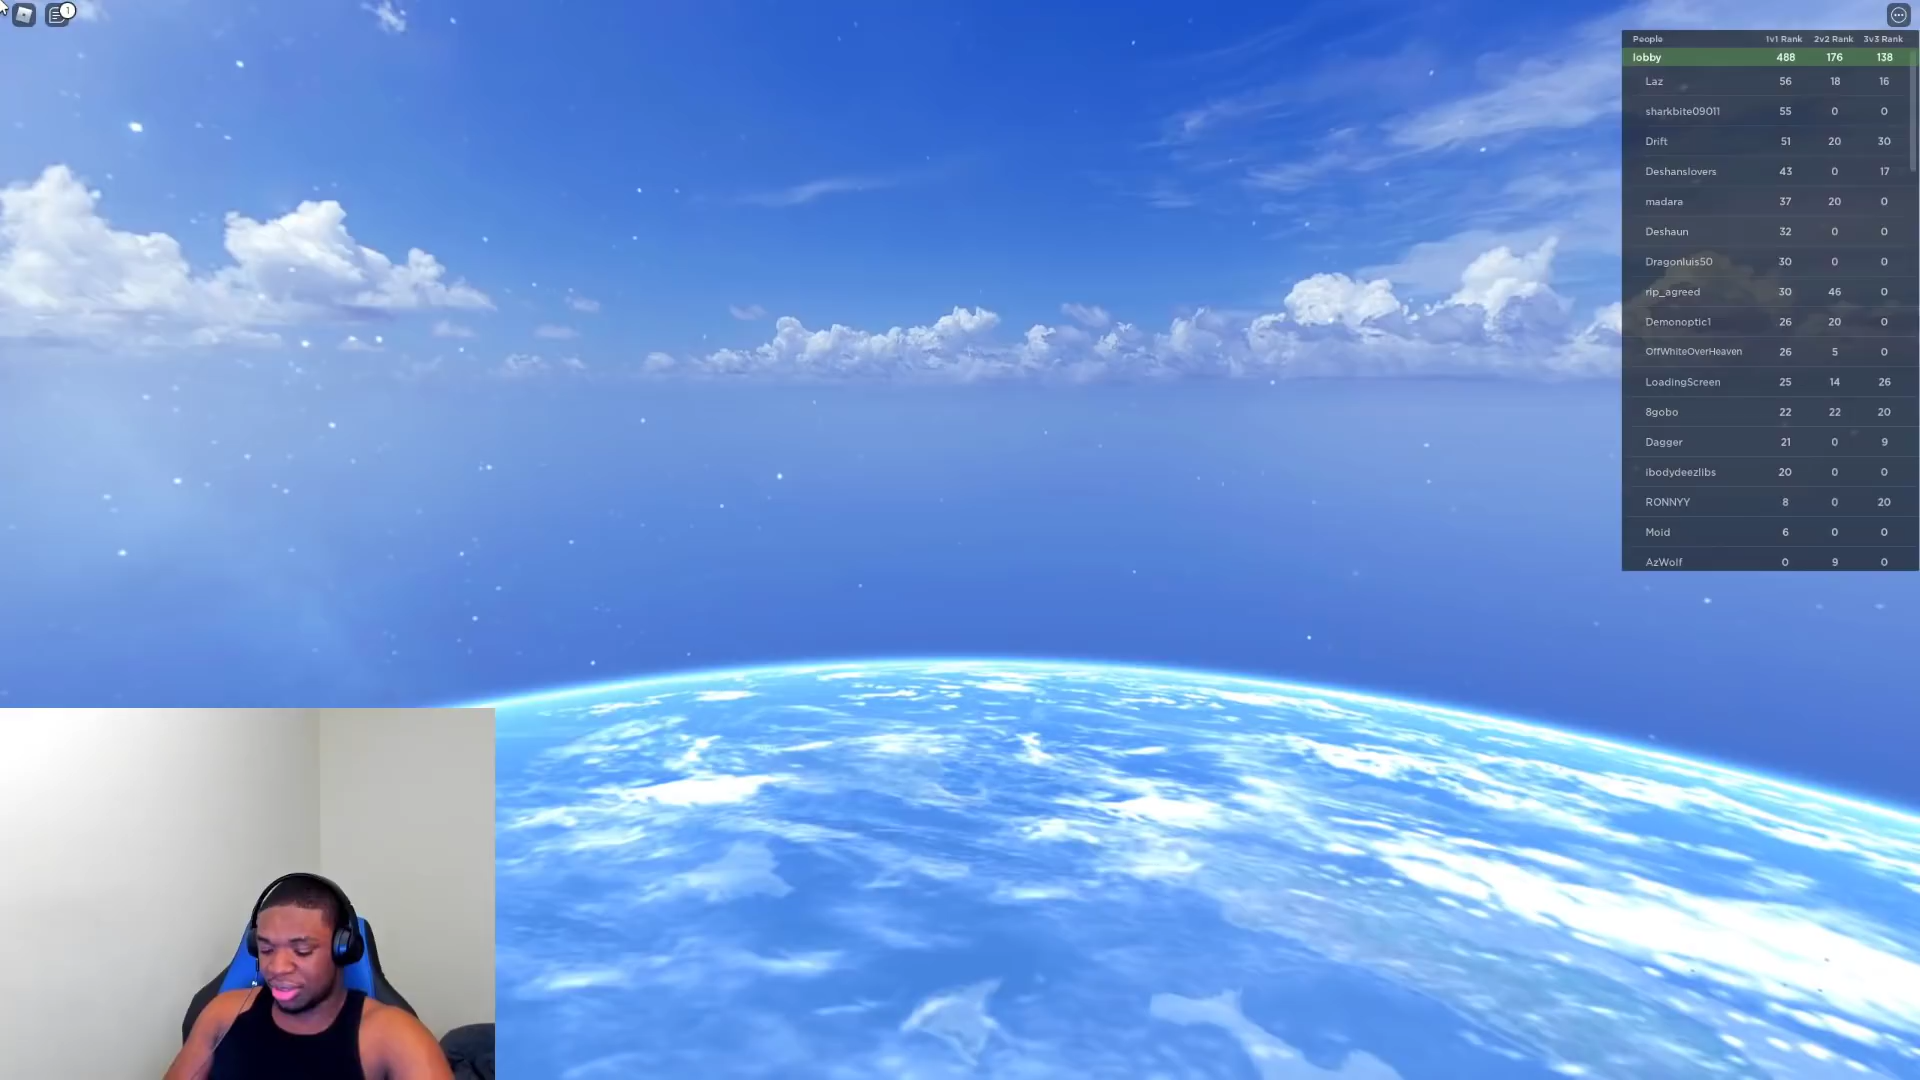 1
People 1v1 Rank 2v2 Rank 3v3 Rank
lobby 488 176 138
Laz 56 18 16
sharkbite09011 55 0 0
Drift 51 20 30
Deshanslovers 43 0 17
madara 37 20 0
Deshaun 32 0 0
Dragonluis50 30 0 0
rip_agreed 30 46 0
Demonoptic1 26 20 0
OffWhiteOverHeaven 26 5 0
LoadingScreen 25 14 26
8gobo 22 22 20
Dagger 21 0 9
ibodydeezlibs 20 0 0
RONNYY 8 0 20
Moid 6 0 0
AzWolf 0 9 0